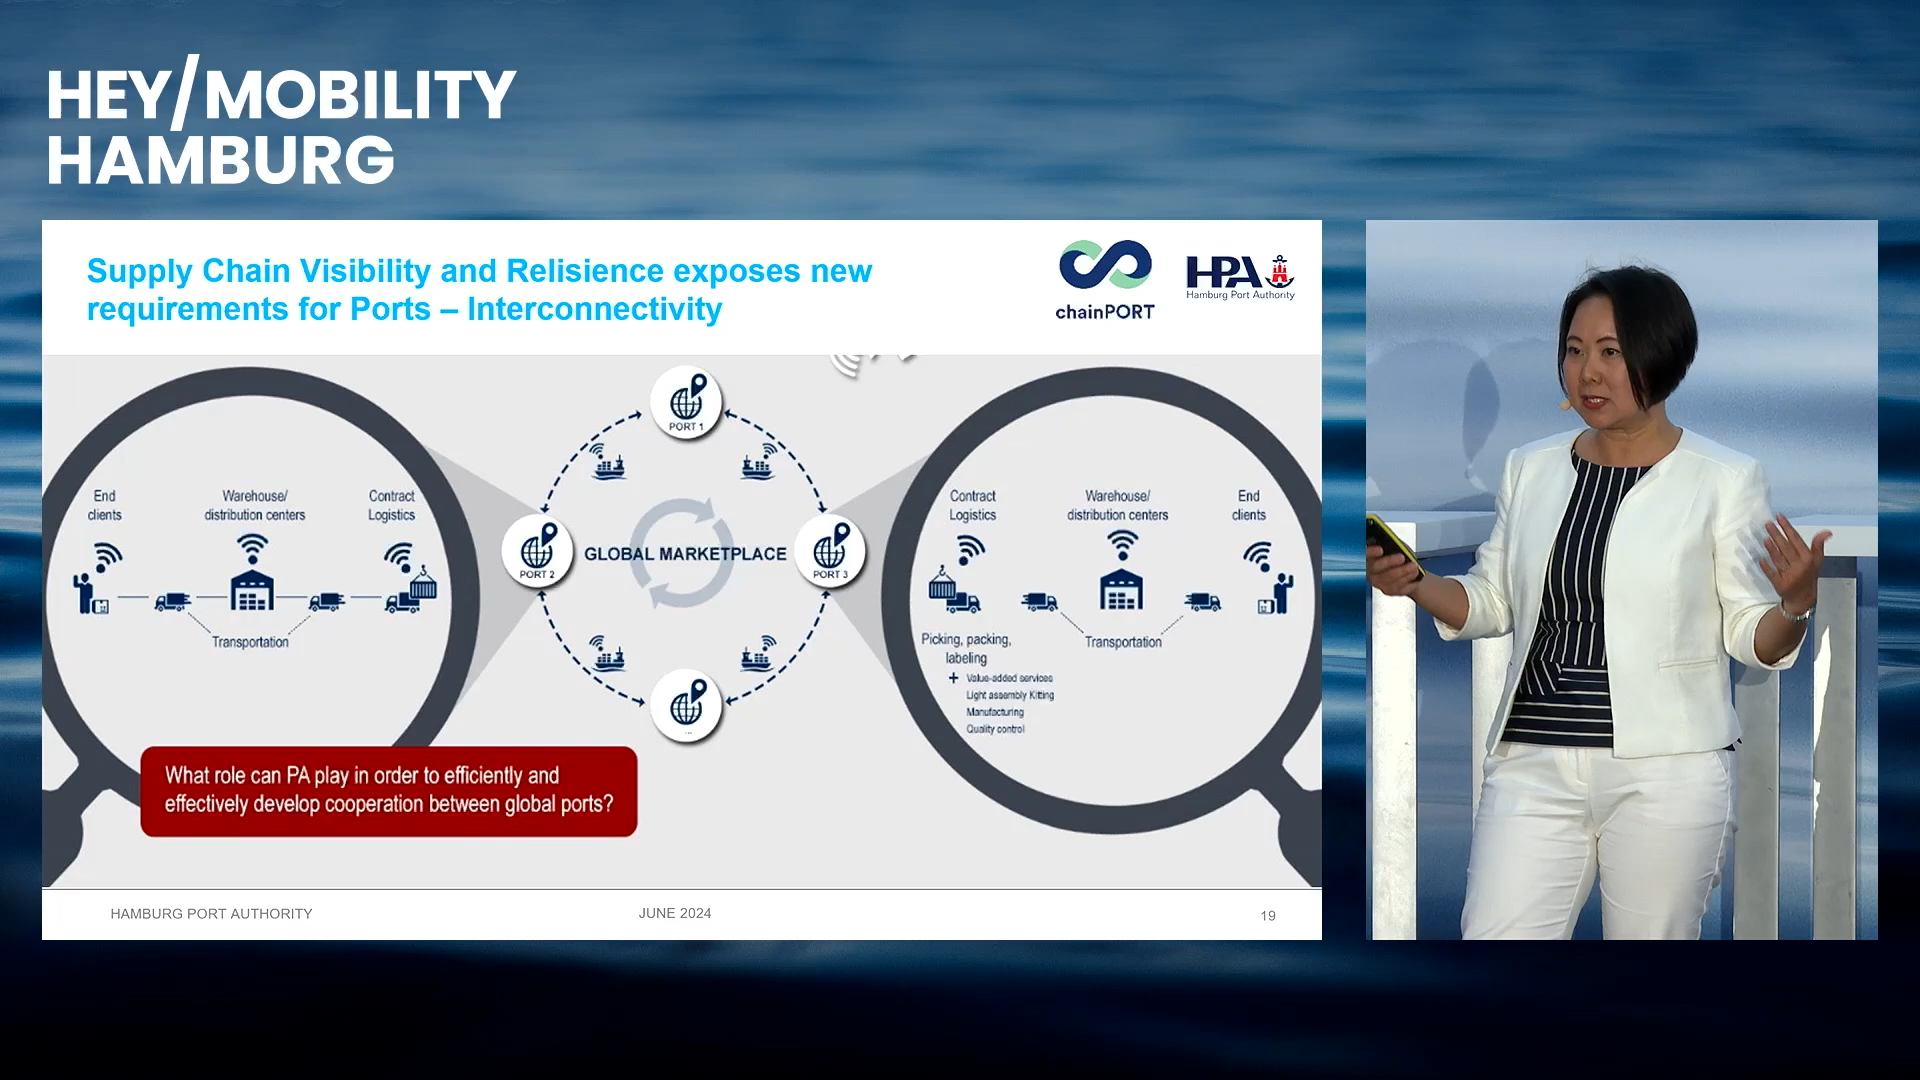 HEY/MOBILITY
HAMBURG
Supply Chain Visibility and Relisience exposes new
requirements for Ports – Interconnectivity
chainPORT
HPA
Hamburg Port Authority
End
clients
Warehouse/
distribution centers
Contract
Logistics
Transportation
PORT 1
PORT 2
GLOBAL MARKETPLACE
PORT 3
...
Contract
Logistics
Warehouse/
distribution centers
End
clients
Picking, packing,
labeling
+ Value-added services
Light assembly Kitting
Manufacturing
Quality control
Transportation
What role can PA play in order to efficiently and
effectively develop cooperation between global ports?
HAMBURG PORT AUTHORITY
JUNE 2024
19